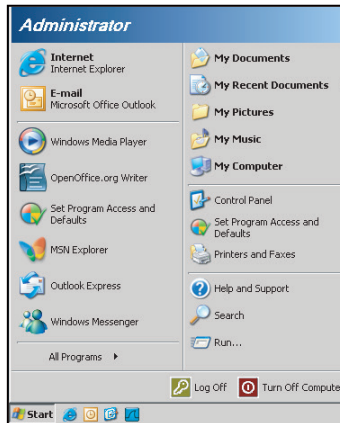 Administrator
Internet
Internet Explorer
E-mail
Microsoft Office Outlook
Windows Media Player
OpenOffice.org Writer
Set Program Access and
Defaults
MSN Explorer
Outlook Express
Windows Messenger
All Programs
My Documents
My Recent Documents
My Pictures
My Music
My Computer
Control Panel
Set Program Access and
Defaults
Printers and Faxes
Help and Support
Search
Run...
Log Off
Turn Off Compute
Start